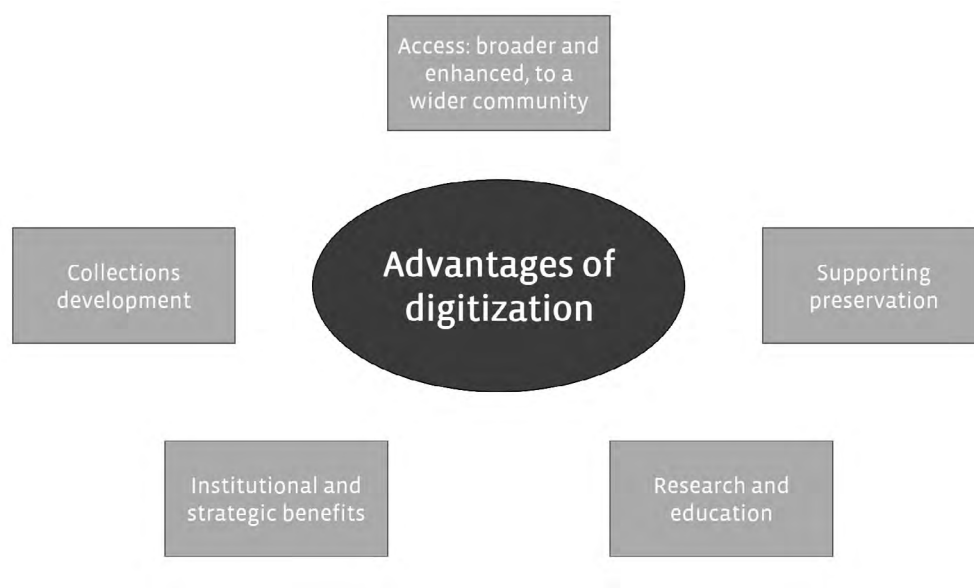 Access: broader and
enhanced, to a
wider community
Advantages of
digitization
Collections
development
Supporting
preservation
Institutional and
strategic benefits
Research and
education